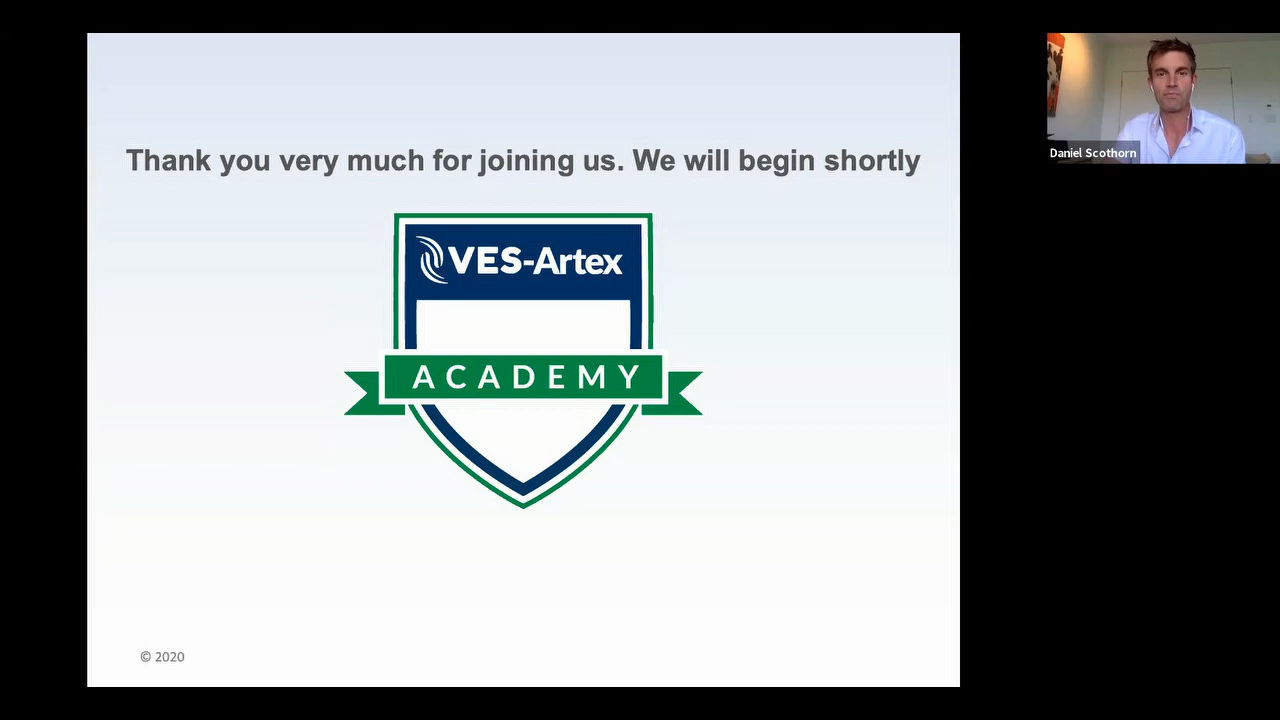 Thank you very much for joining us. We will begin shortly
VES-Artex
ACADEMY
© 2020
Daniel Scothorn